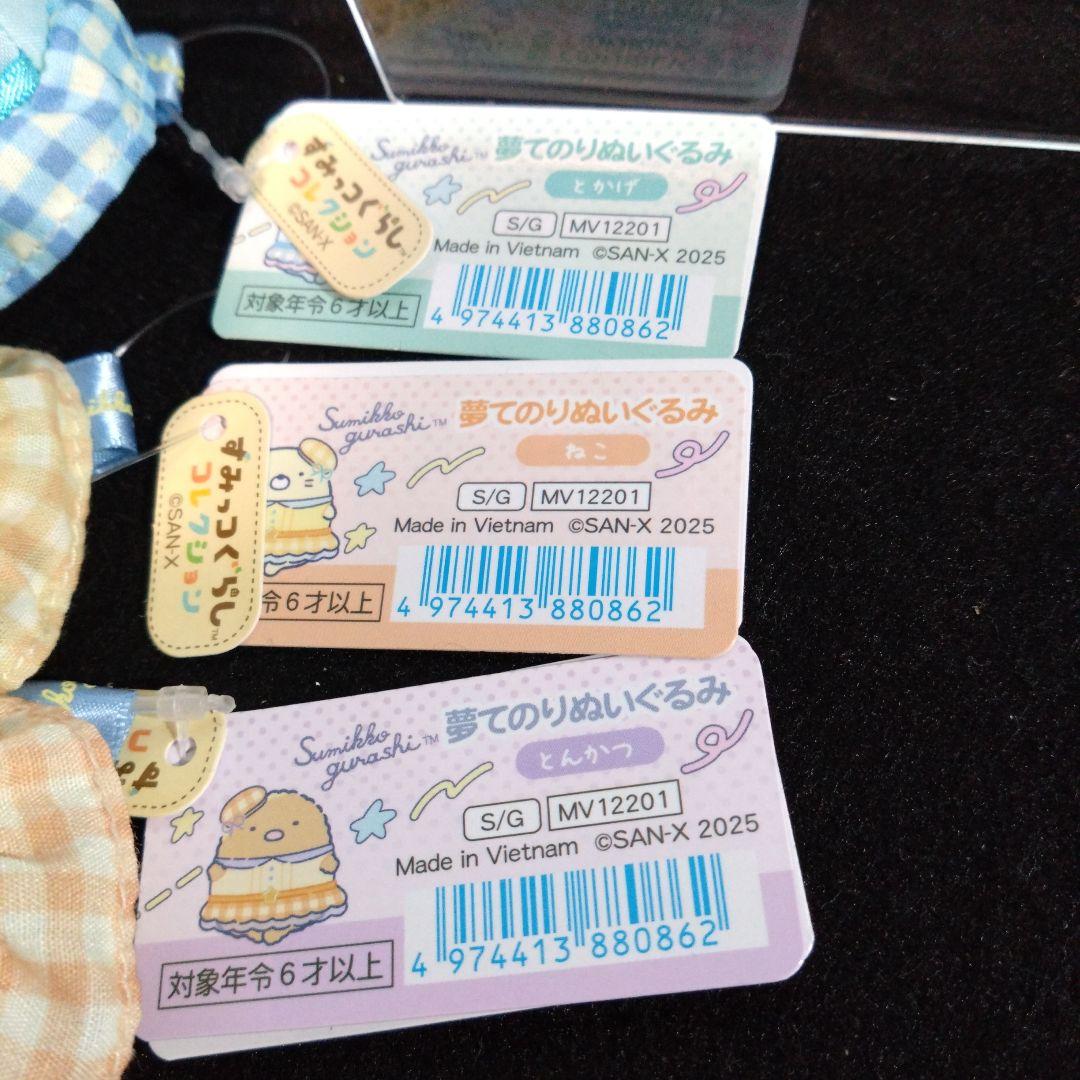 すみっコぐらし™
コレクション
©SAN-X
Sumikko
gurashi™
夢てのりぬいぐるみ
とかげ
S/G MV12201
Made in Vietnam ©SAN-X 2025
対象年令6才以上
4 974413 880862
すみっコぐらし™
コレクション
©SAN-X
Sumikko
gurashi™
夢てのりぬいぐるみ
ねこ
S/G MV12201
Made in Vietnam ©SAN-X 2025
令6才以上
4 974413 880862
Sumikko
gurashi™
夢てのりぬいぐるみ
とんかつ
S/G MV12201
Made in Vietnam ©SAN-X 2025
対象年令6才以上
4 974413 880862